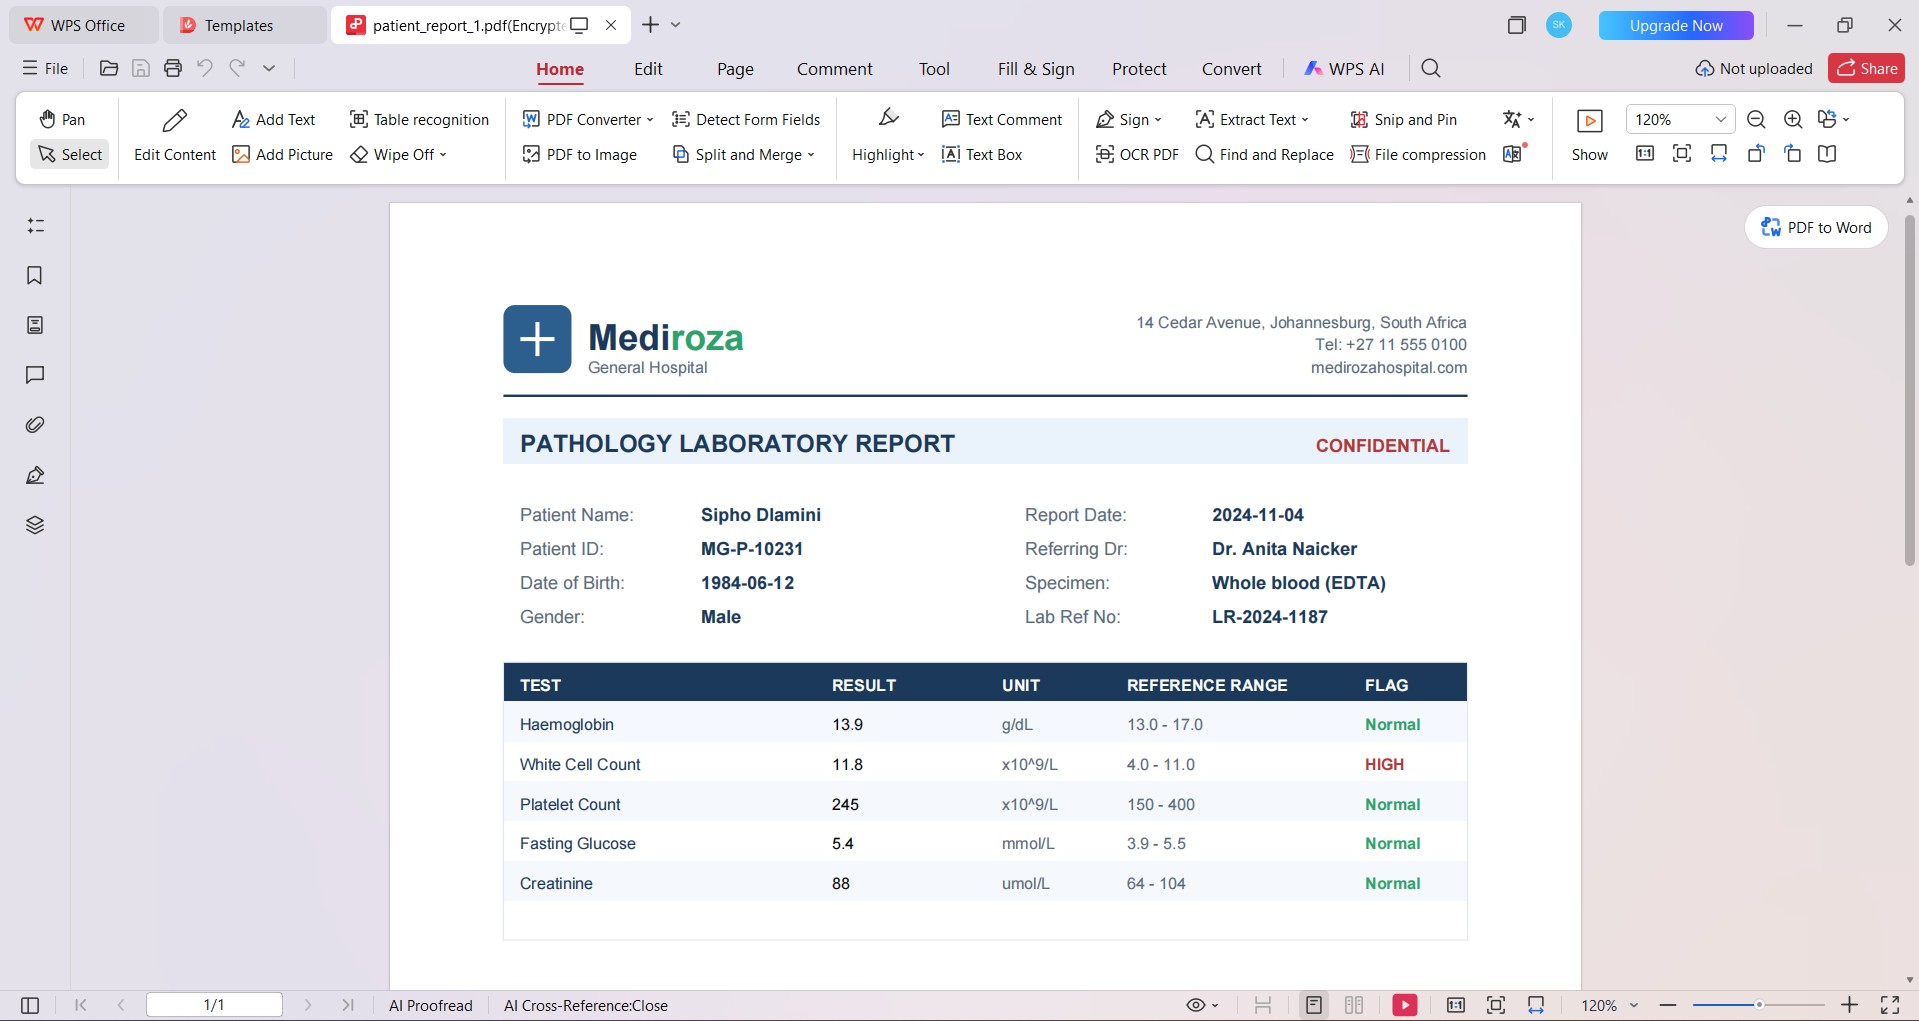 WPS Office Templates patient_report_1.pdf(Encrypte SK Upgrade Now
File Home Edit Page Comment Tool Fill & Sign Protect Convert WPS AI Not uploaded Share
Pan Add Text Table recognition PDF Converter Detect Form Fields Text Comment Sign Extract Text Snip and Pin 120%
Select Edit Content Add Picture Wipe Off PDF to Image Split and Merge Highlight Text Box OCR PDF Find and Replace File compression Show
PDF to Word
Mediroza
General Hospital
14 Cedar Avenue, Johannesburg, South Africa
Tel: +27 11 555 0100
medirozahospital.com
PATHOLOGY LABORATORY REPORT CONFIDENTIAL
Patient Name: Sipho Dlamini Report Date: 2024-11-04
Patient ID: MG-P-10231 Referring Dr: Dr. Anita Naicker
Date of Birth: 1984-06-12 Specimen: Whole blood (EDTA)
Gender: Male Lab Ref No: LR-2024-1187
TEST RESULT UNIT REFERENCE RANGE FLAG
Haemoglobin 13.9 g/dL 13.0 - 17.0 Normal
White Cell Count 11.8 x10^9/L 4.0 - 11.0 HIGH
Platelet Count 245 x10^9/L 150 - 400 Normal
Fasting Glucose 5.4 mmol/L 3.9 - 5.5 Normal
Creatinine 88 umol/L 64 - 104 Normal
1/1 AI Proofread AI Cross-Reference:Close 120%